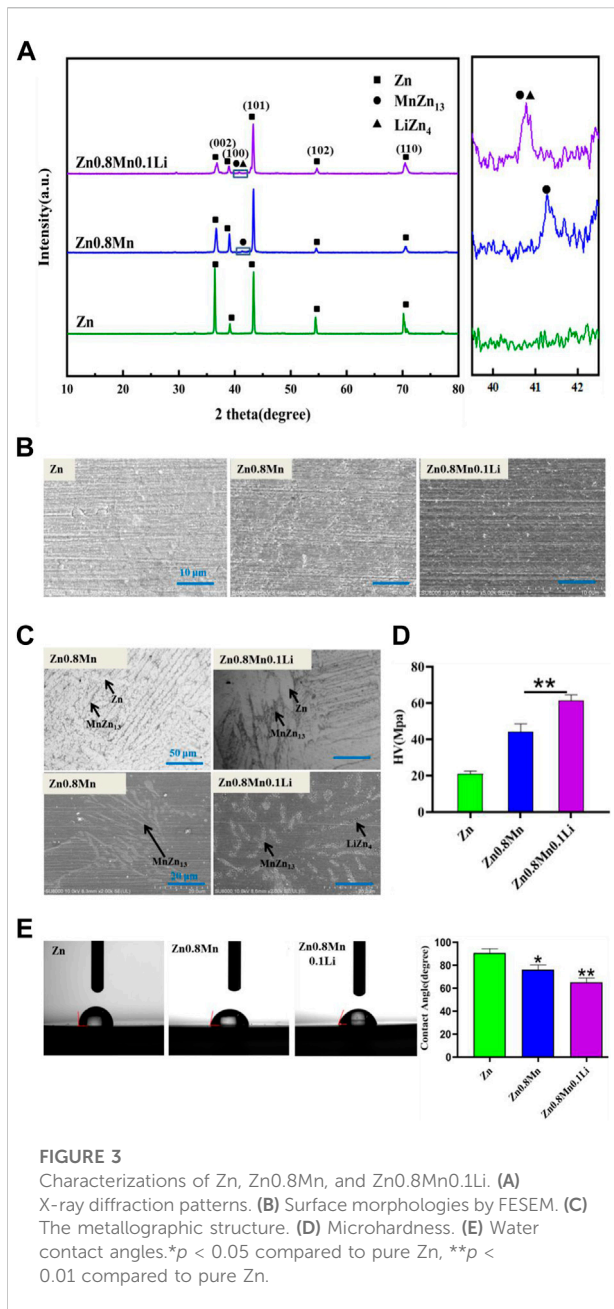 A
Zn
MnZn13
LiZn4
(101)
(002)
(100)
(102)
(110)
Zn0.8Mn0.1Li
Zn0.8Mn
Zn
Intensity(a.u.)
10 20 30 40 50 60 70 80
2 theta(degree)
40 41 42
B
Zn
Zn0.8Mn
Zn0.8Mn0.1Li
10 μm
C
Zn0.8Mn
Zn
MnZn13
50 μm
Zn0.8Mn0.1Li
Zn
MnZn13
Zn0.8Mn
MnZn13
20 μm
Zn0.8Mn0.1Li
MnZn13
LiZn4
D
HV(Mpa)
80
60
40
20
0
**
Zn
Zn0.8Mn
Zn0.8Mn0.1Li
E
Zn
Zn0.8Mn
Zn0.8Mn
0.1Li
Contact Angle(degree)
100
80
60
40
20
0
*
**
Zn
Zn0.8Mn
Zn0.8Mn0.1Li
FIGURE 3
Characterizations of Zn, Zn0.8Mn, and Zn0.8Mn0.1Li. (A)
X-ray diffraction patterns. (B) Surface morphologies by FESEM. (C)
The metallographic structure. (D) Microhardness. (E) Water
contact angles.*p < 0.05 compared to pure Zn, **p <
0.01 compared to pure Zn.